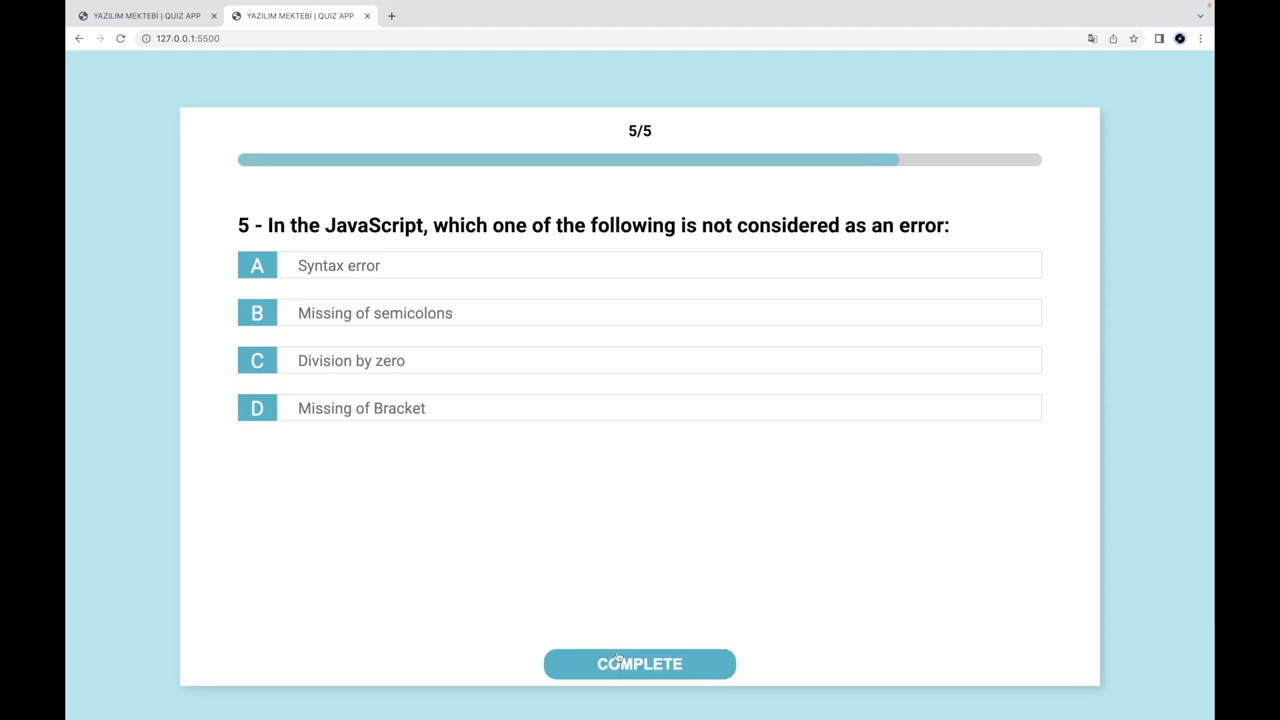 YAZILIM MEKTEBİ | QUIZ APP
YAZILIM MEKTEBİ | QUIZ APP
127.0.0.1:5500
5/5
5 - In the JavaScript, which one of the following is not considered as an error:
A Syntax error
B Missing of semicolons
C Division by zero
D Missing of Bracket
COMPLETE